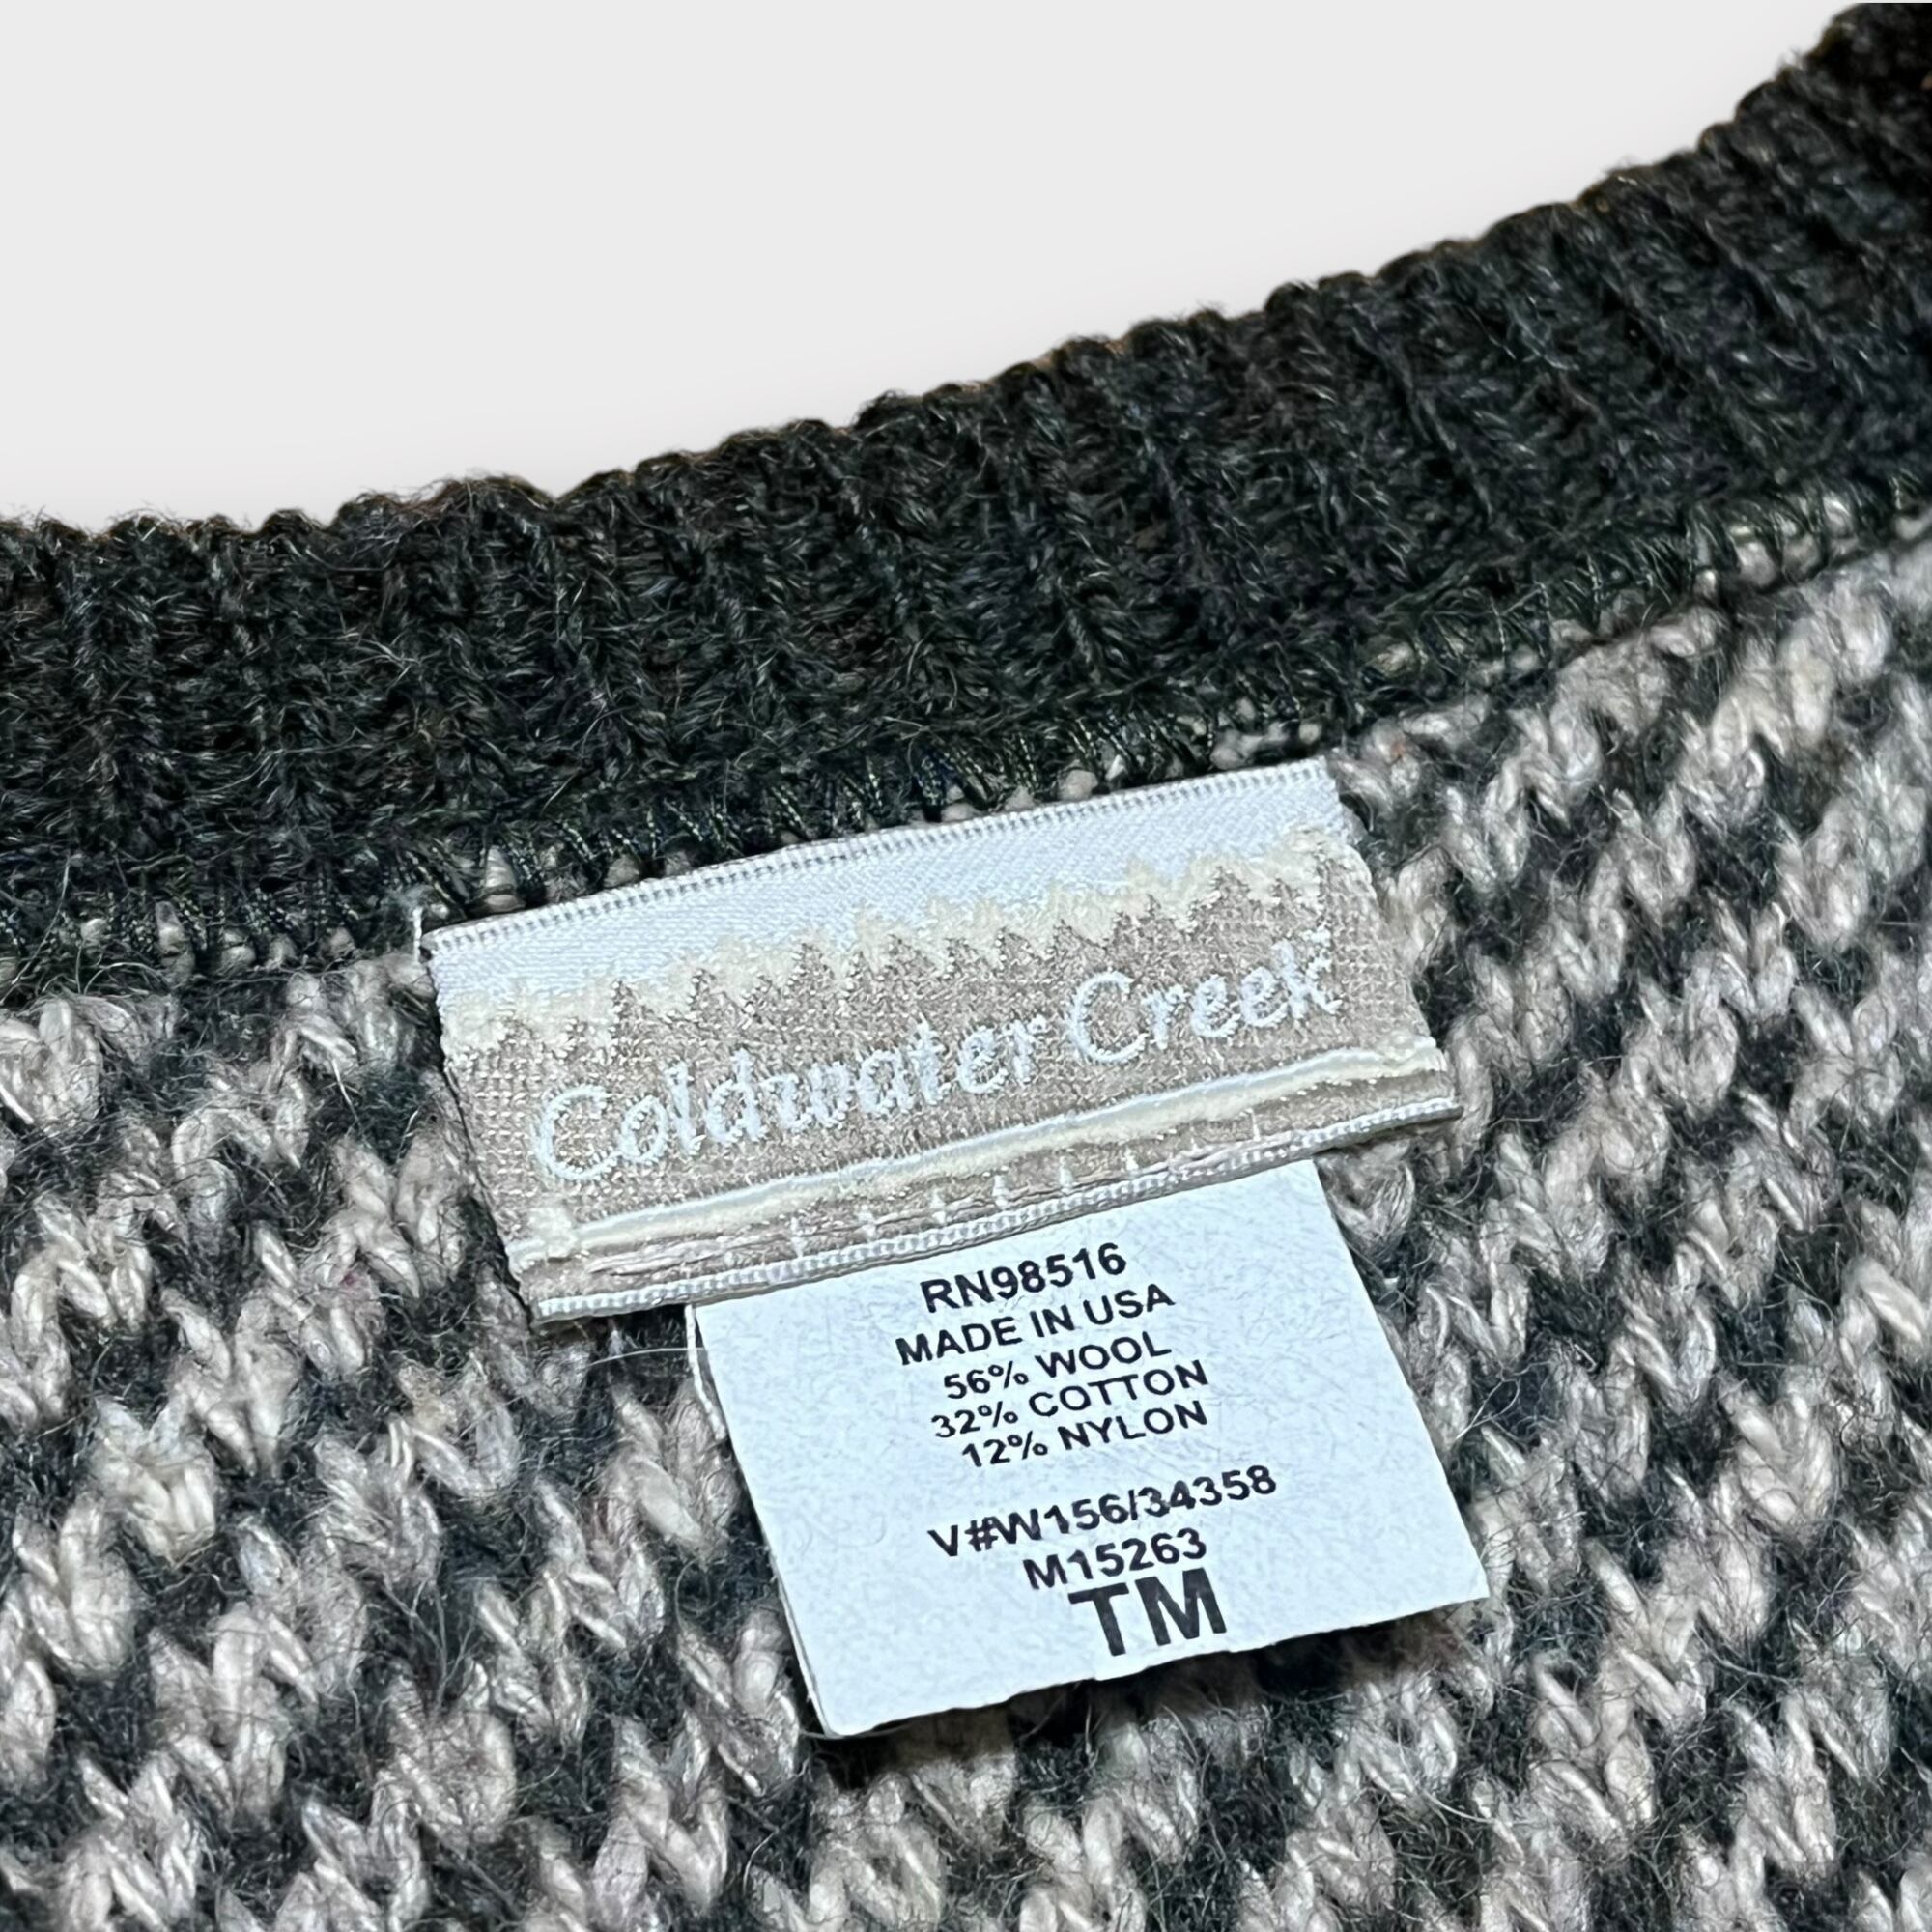 Coldwater Creek
RN98516
MADE IN USA
56% WOOL
32% COTTON
12% NYLON
V#W156/34358
M15263
TM